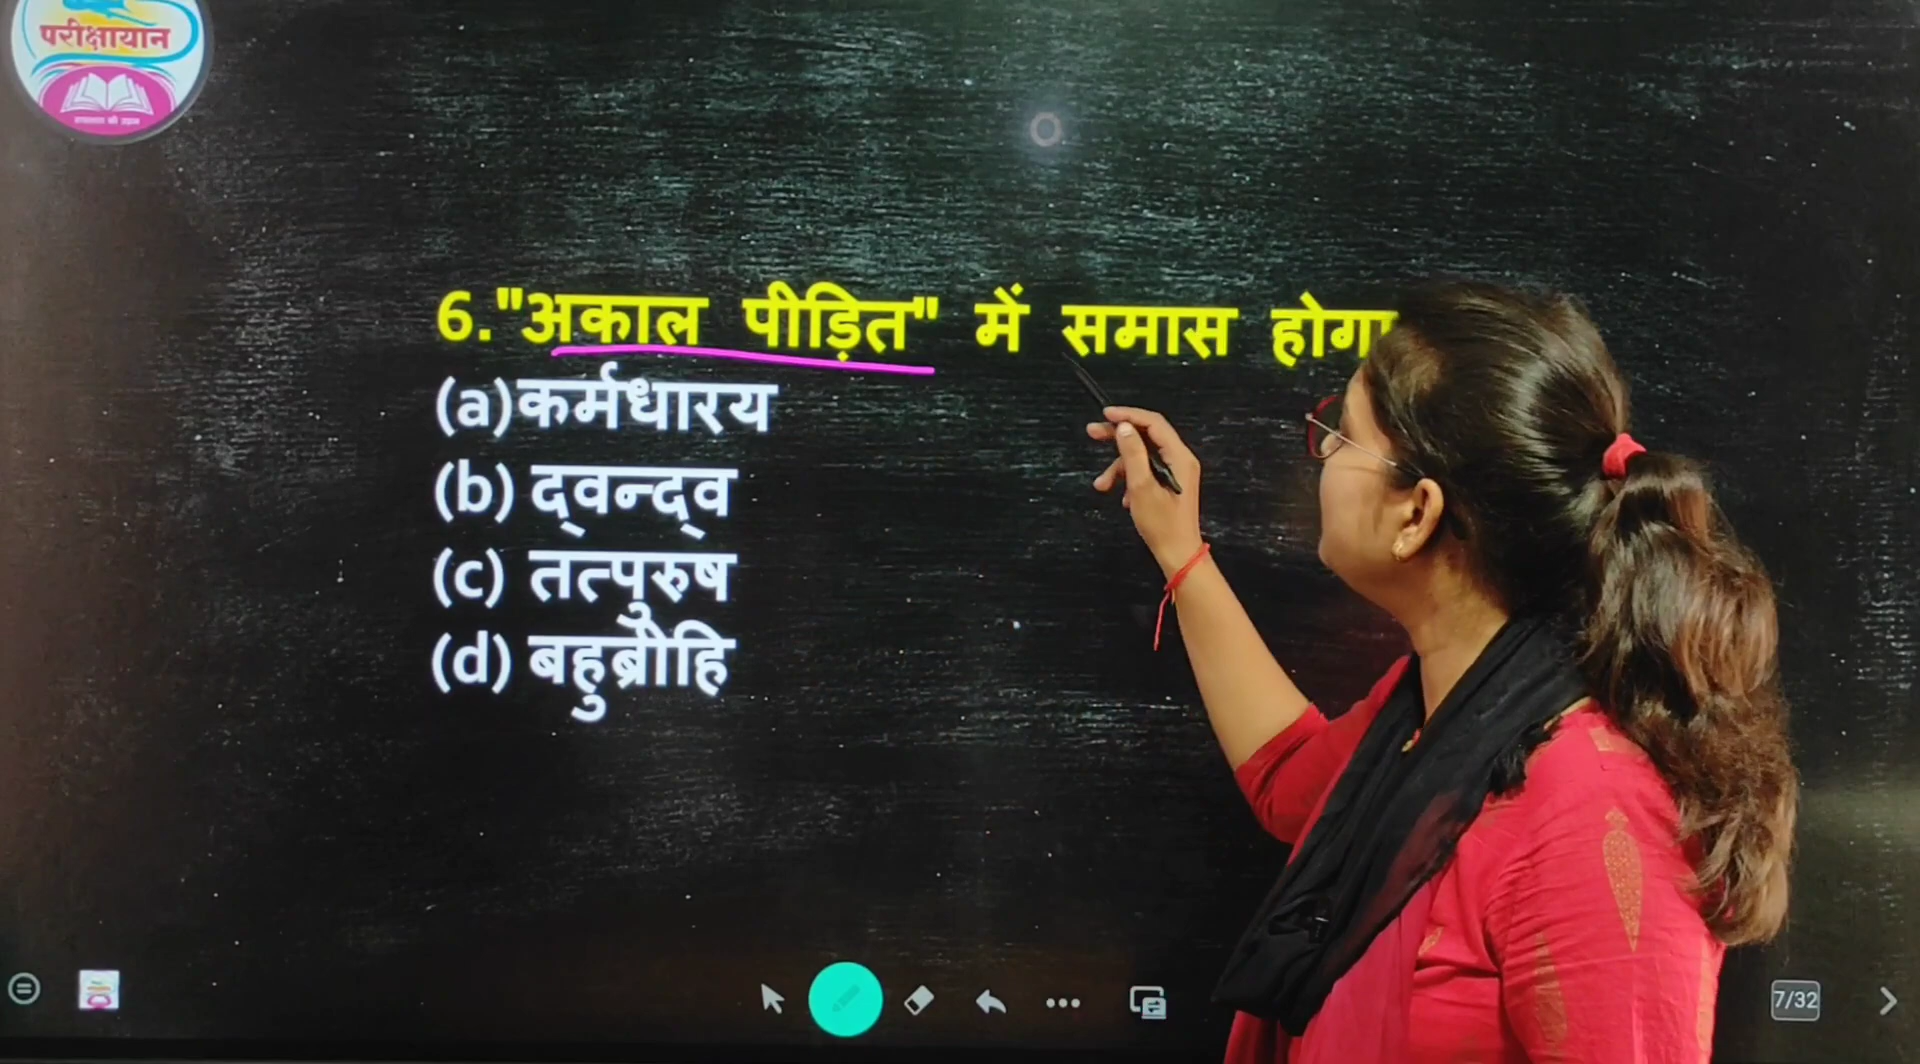 परीक्षायान
6."अकाल पीड़ित" में समास होगा
(a)कर्मधारय
(b) द्वन्द्व
(c) तत्पुरुष
(d) बहुब्रीहि
7/32